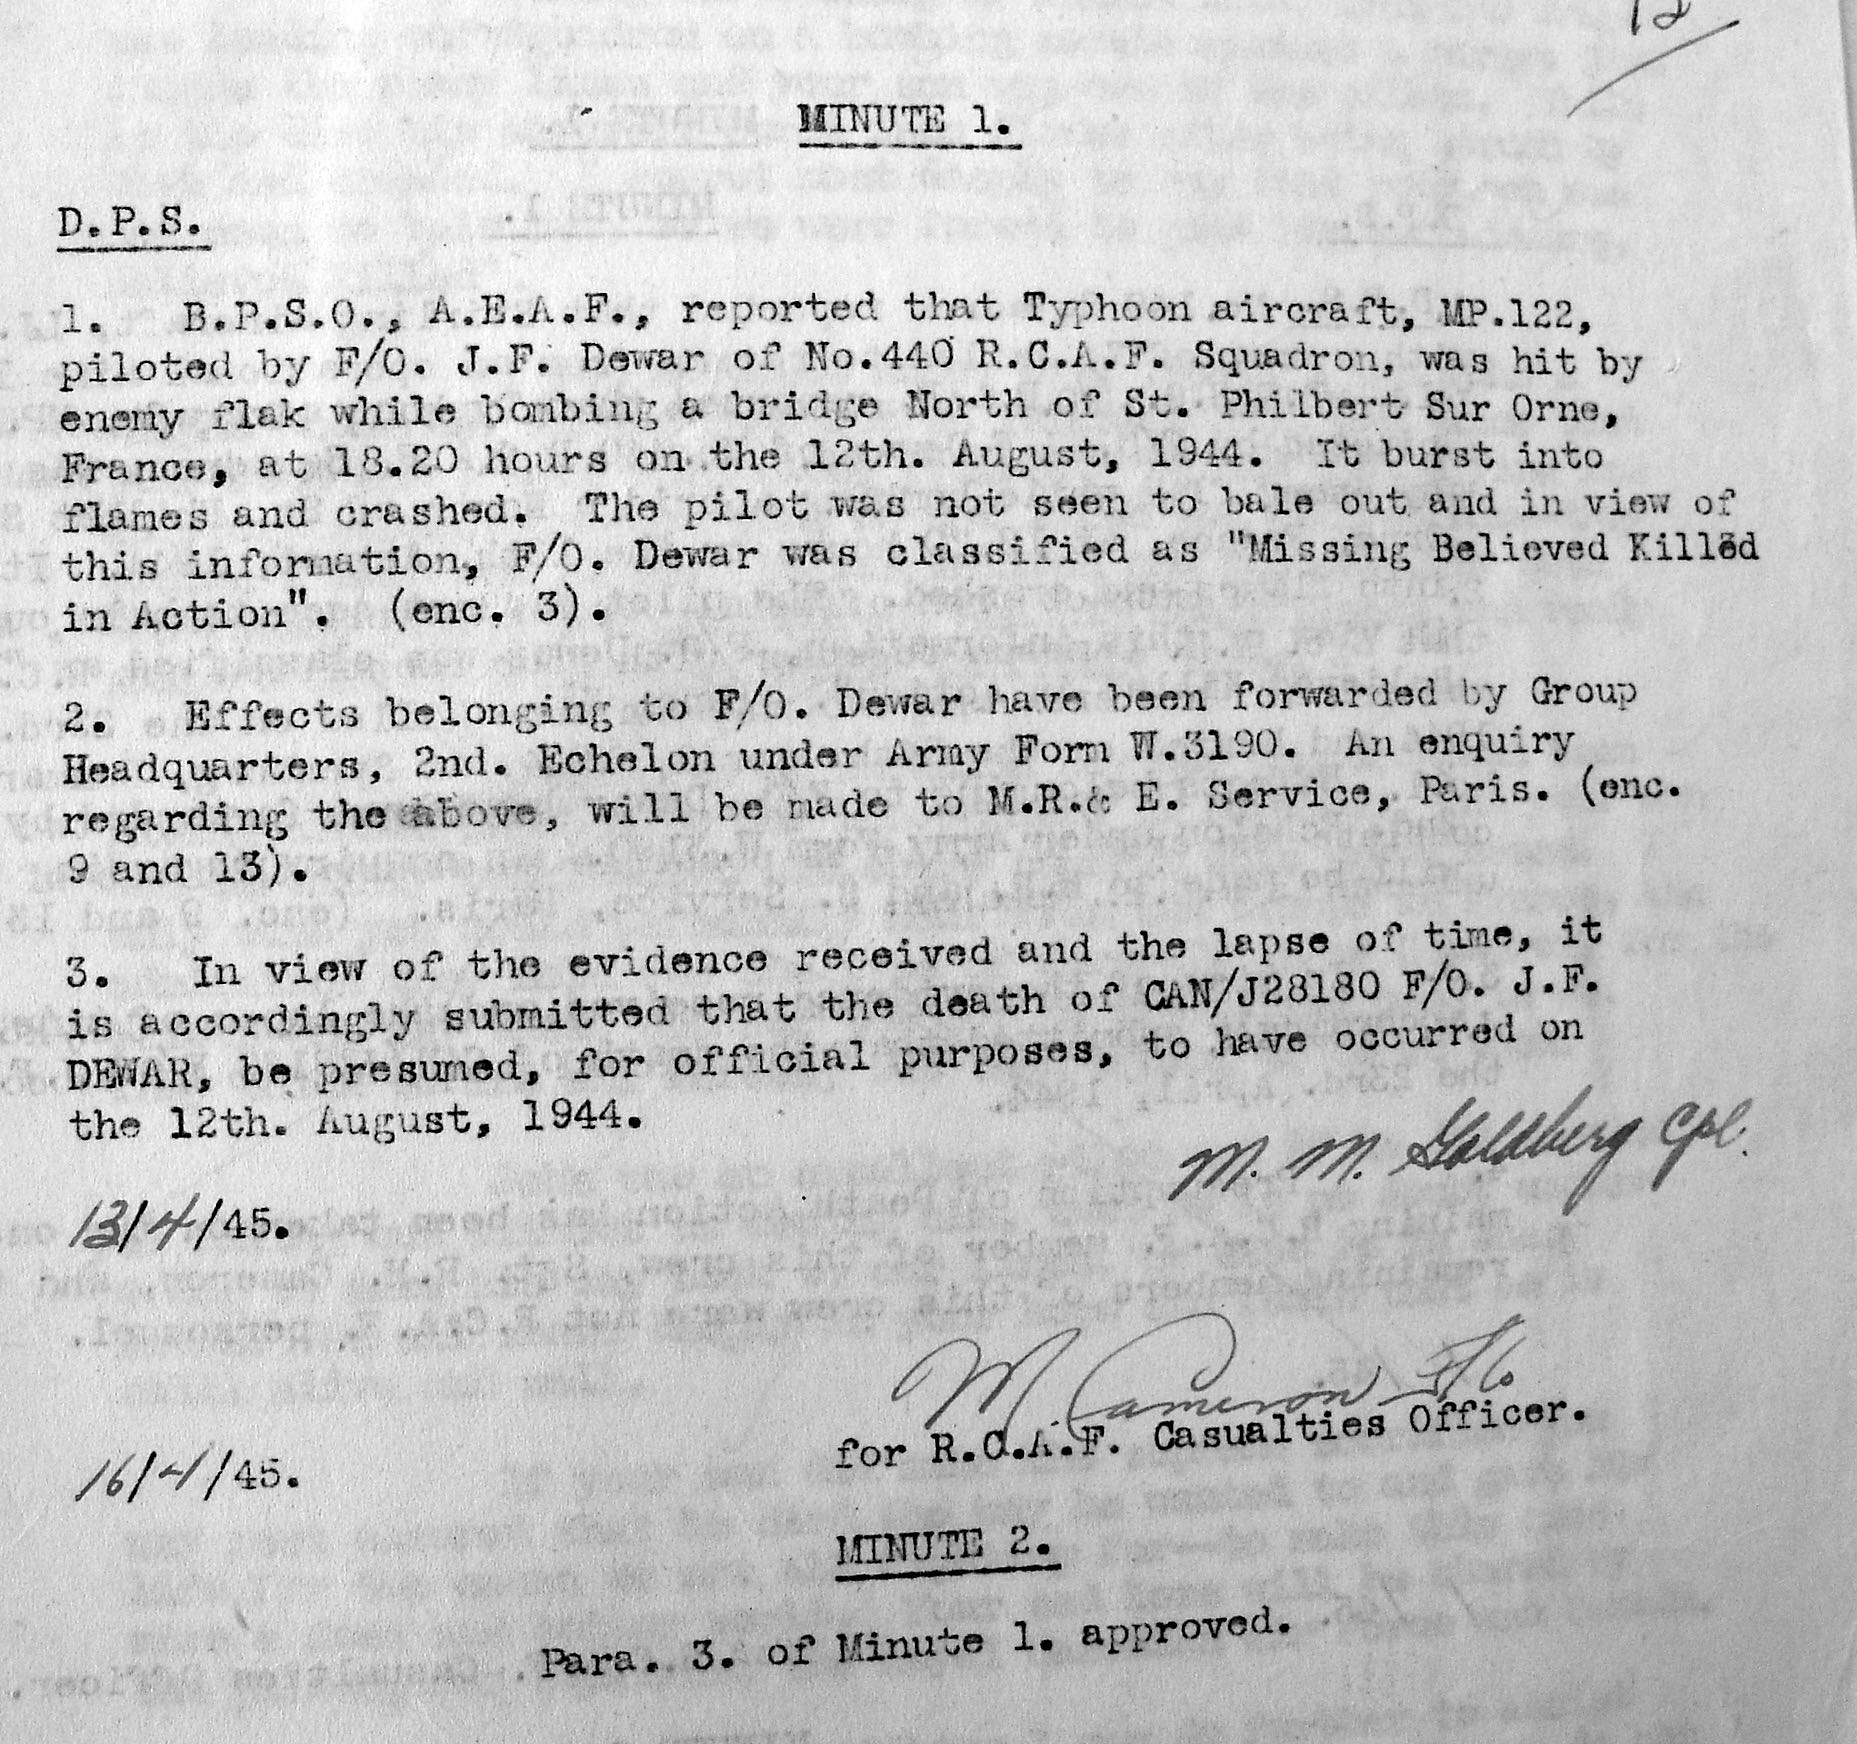 12
MINUTE 1.
D.P.S.
1. B.P.S.O., A.E.A.F., reported that Typhoon aircraft, MP.122,
piloted by F/O. J.F. Dewar of No.440 R.C.A.F. Squadron, was hit by
enemy flak while bombing a bridge North of St. Philbert Sur Orne,
France, at 18.20 hours on the 12th. August, 1944. It burst into
flames and crashed. The pilot was not seen to bale out and in view of
this information, F/O. Dewar was classified as "Missing Believed Killed
in Action". (enc. 3).
2. Effects belonging to F/O. Dewar have been forwarded by Group
Headquarters, 2nd. Echelon under Army Form W.3190. An enquiry
regarding the above, will be made to M.R.& E. Service, Paris. (enc.
9 and 13).
3. In view of the evidence received and the lapse of time, it
is accordingly submitted that the death of CAN/J28180 F/O. J.F.
DEWAR, be presumed, for official purposes, to have occurred on
the 12th. August, 1944.
M. M. Goldberg Cpl.
13/4/45.
M Cameron F/O
for R.C.A.F. Casualties Officer.
16/4/45.
MINUTE 2.
Para. 3. of Minute 1. approved.